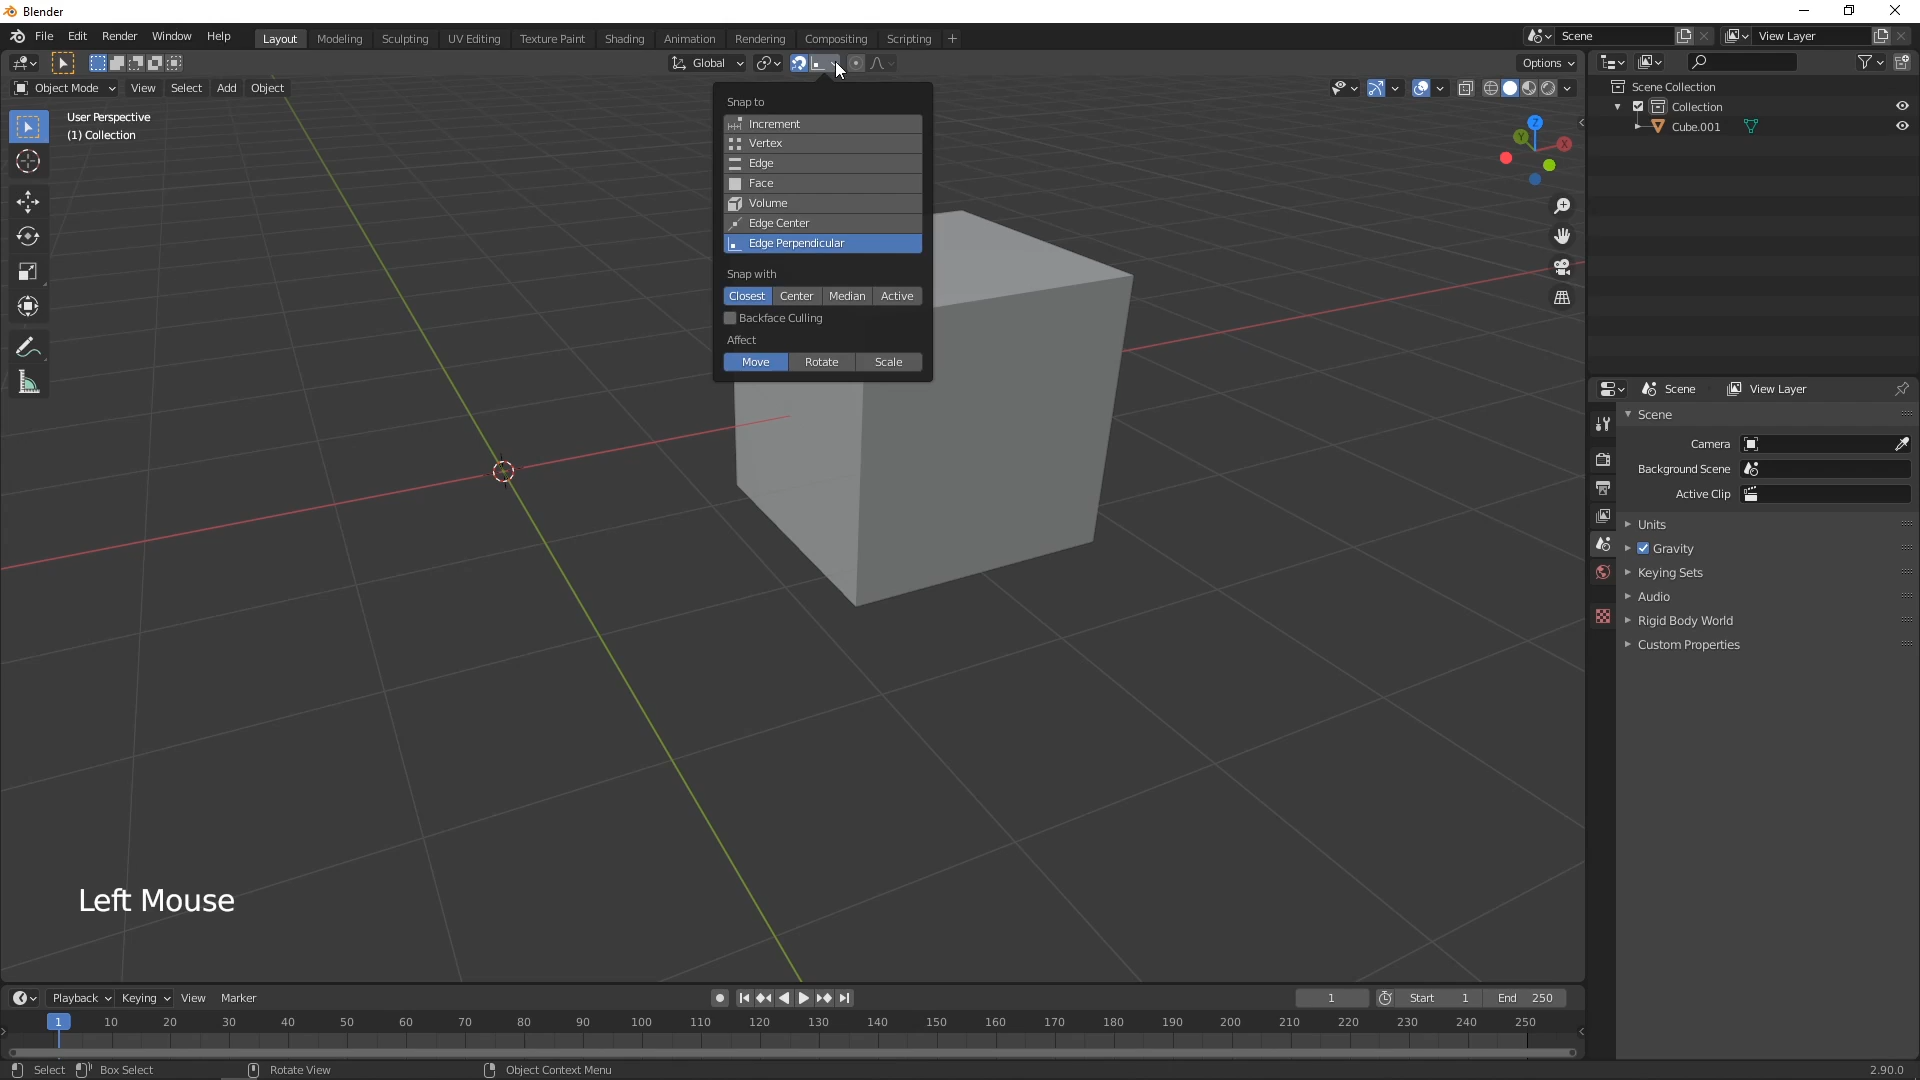 Blender
File Edit Render Window Help Layout Modeling Sculpting UV Editing Texture Paint Shading Animation Rendering Compositing Scripting + Scene View Layer
Global Options
Object Mode View Select Add Object
User Perspective
(1) Collection
Snap to
Increment
Vertex
Edge
Face
Volume
Edge Center
Edge Perpendicular
Snap with
Closest Center Median Active
Backface Culling
Affect
Move Rotate Scale
Z
Y
X
Scene Collection
Collection
Cube.001
Scene View Layer
Scene
Camera
Background Scene
Active Clip
Units
Gravity
Keying Sets
Audio
Rigid Body World
Custom Properties
Left Mouse
Playback Keying View Marker 1 Start 1 End 250
1 10 20 30 40 50 60 70 80 90 100 110 120 130 140 150 160 170 180 190 200 210 220 230 240 250
Select Box Select Rotate View Object Context Menu 2.90.0